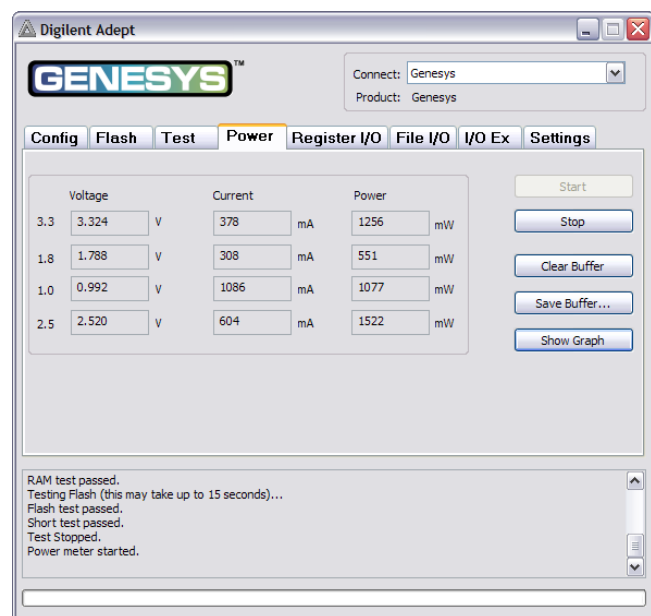 Digilent Adept
GENESYS™
Connect: Genesys
Product: Genesys
Config Flash Test Power Register I/O File I/O I/O Ex Settings
Voltage Current Power
3.3 3.324 V 378 mA 1256 mW
1.8 1.788 V 308 mA 551 mW
1.0 0.992 V 1086 mA 1077 mW
2.5 2.520 V 604 mA 1522 mW
Start
Stop
Clear Buffer
Save Buffer...
Show Graph
RAM test passed.
Testing Flash (this may take up to 15 seconds)...
Flash test passed.
Short test passed.
Test Stopped.
Power meter started.